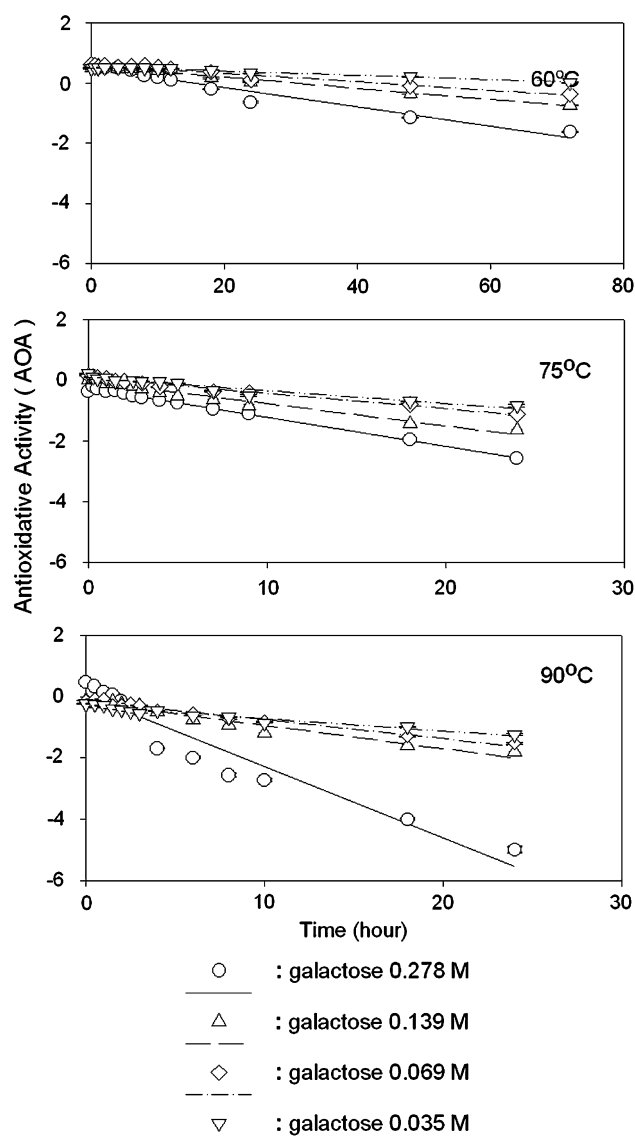 2
0
-2
-4
-6
60°C
0 20 40 60 80
2
0
-2
-4
-6
75°C
0 10 20 30
Antioxidative Activity ( AOA )
2
0
-2
-4
-6
90°C
0 10 20 30
Time (hour)
: galactose 0.278 M
: galactose 0.139 M
: galactose 0.069 M
: galactose 0.035 M